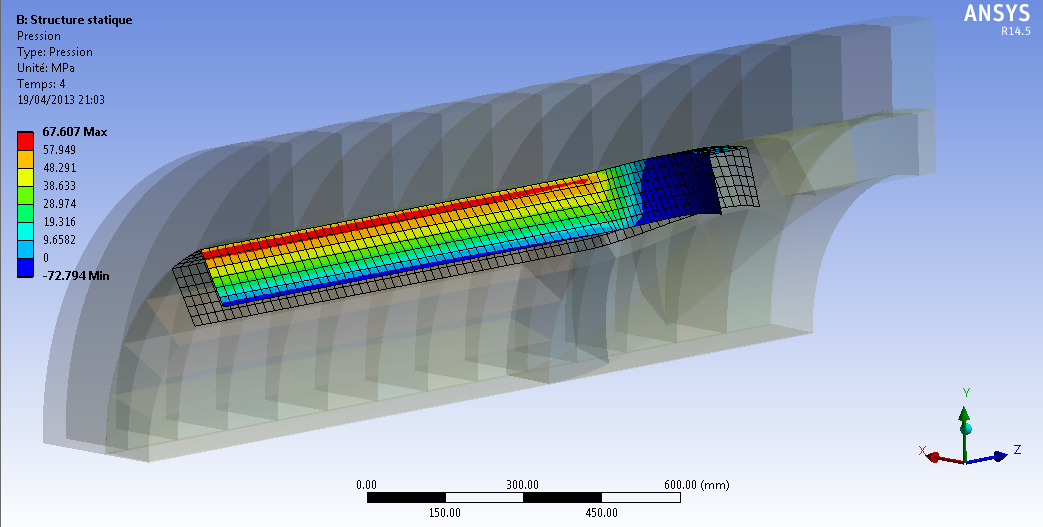 B: Structure statique
Pression
Type: Pression
Unité: MPa
Temps: 4
19/04/2013 21:03
ANSYS
R14.5
67.607 Max
57.949
48.291
38.633
28.974
19.316
9.6582
0
-72.794 Min
Y
X
Z
0.00
300.00
600.00 (mm)
150.00
450.00